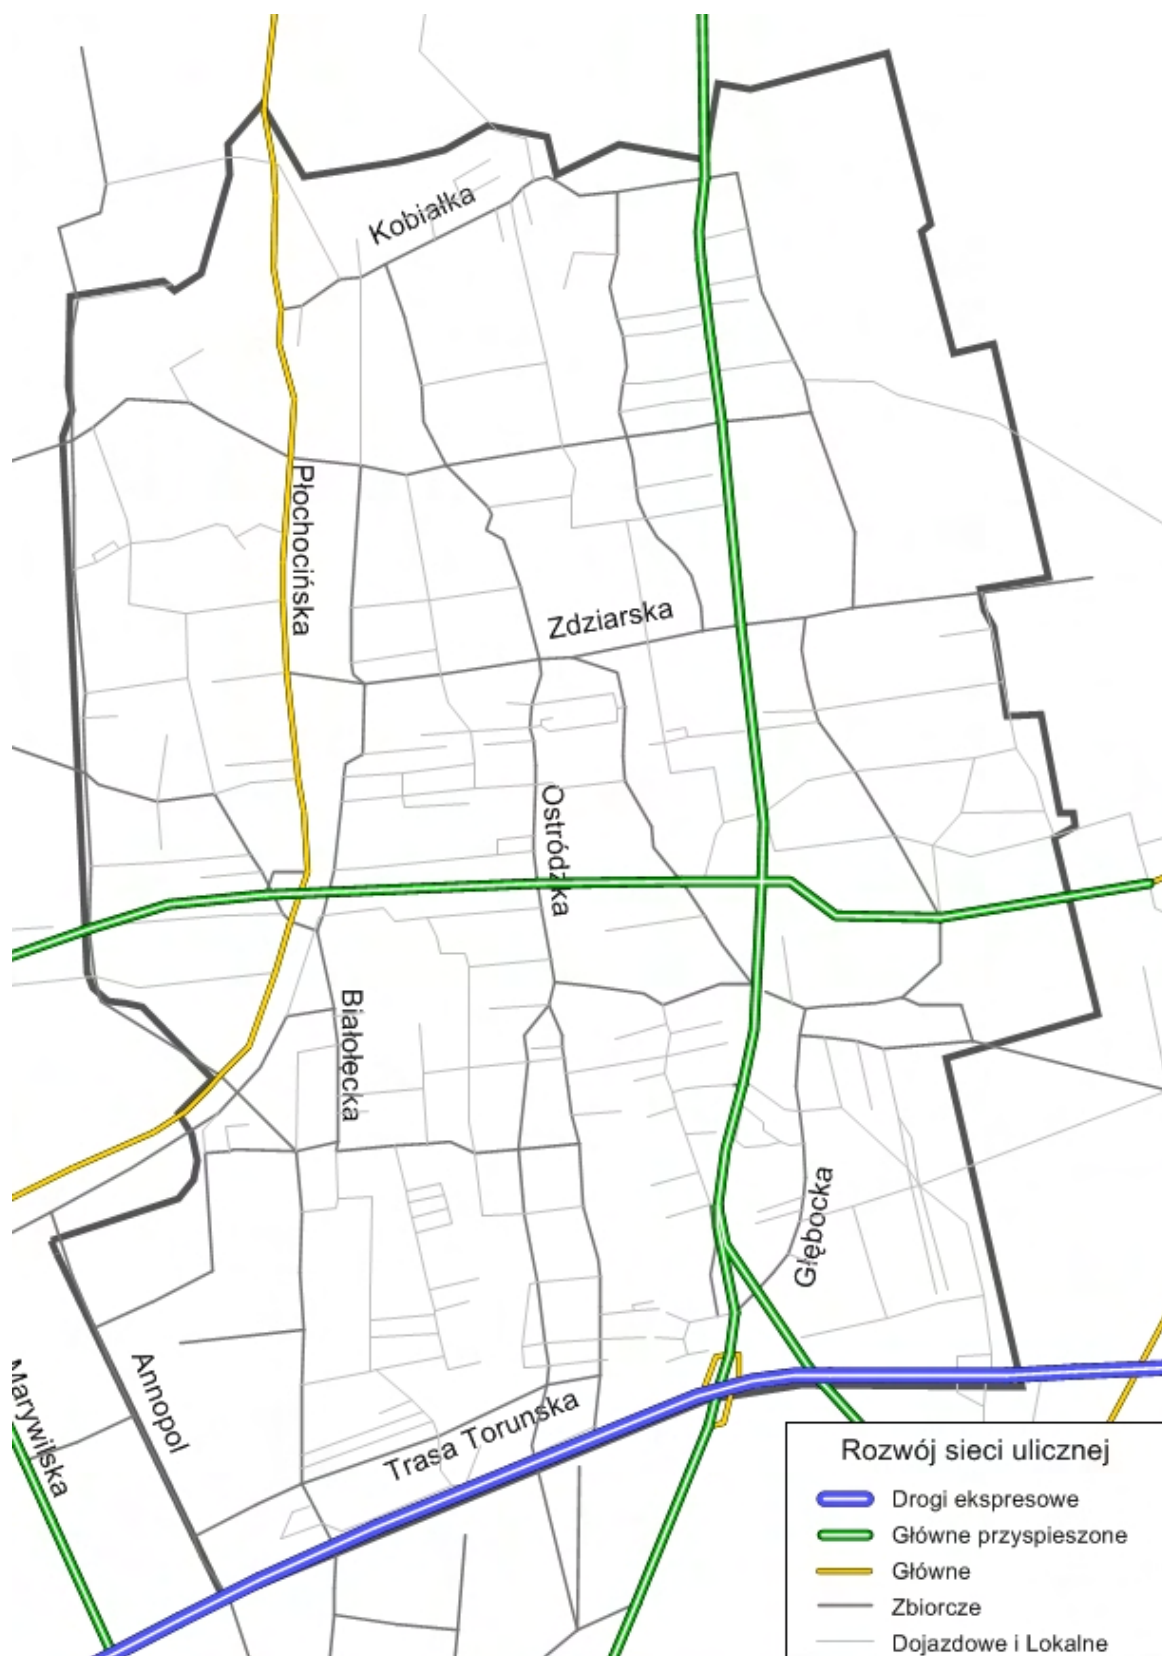 Kobiałka
Płochocińska
Zdziarska
Ostródzka
Białołęcka
Głębocka
Annopol
Marywilska
Trasa Torunska
Rozwój sieci ulicznej
Drogi ekspresowe
Główne przyspieszone
Główne
Zbiorcze
Dojazdowe i Lokalne